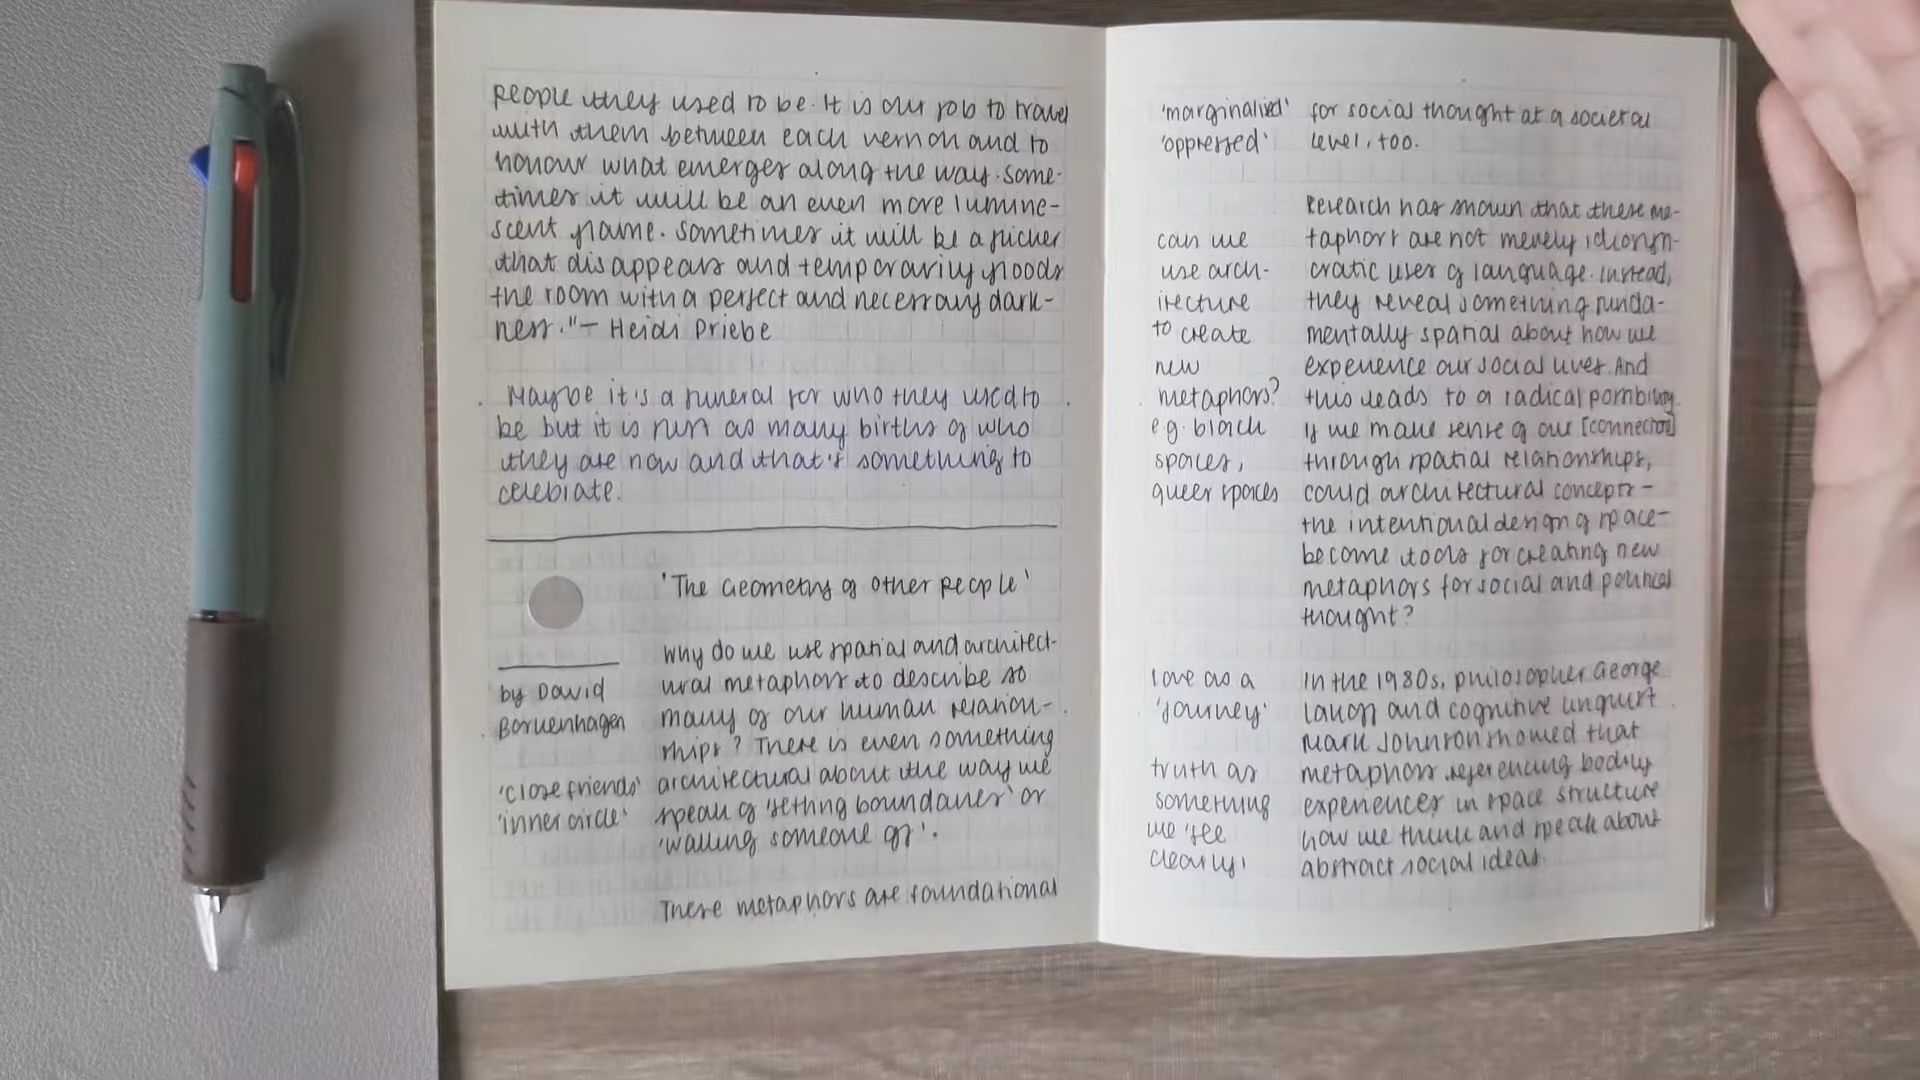 people they used to be. It is our job to travel
with them between each version and to
honour what emerges along the way. Some-
times it will be an even more lumine-
scent flame. Sometimes it will be a flicker
that disappears and temporarily floods
the room with a perfect and necessary dark-
ness." — Heidi Priebe
Maybe it's a funeral for who they used to
be but it is just as many births of who
they are now and that's something to
celebrate.
'The Geometry of Other People'
by David
Borkenhagen
Why do we use spatial and architect-
ural metaphors to describe so
many of our human relation-
ships? There is even something
architectural about the way we
speak of 'setting boundaries' or
'walling someone off'.
'close friends'
'inner circle'
These metaphors are foundational
'marginalised'
'oppressed'
for social thought at a societal
level, too.
Research has shown that these me-
taphors are not merely idiosyn-
cratic uses of language. Instead,
they reveal something funda-
mentally spatial about how we
experience our social lives. And
this leads to a radical possibility.
If we make sense of our [connection]
through spatial relationships,
could architectural concepts –
the intentional design of space –
become tools for creating new
metaphors for social and political
thought?
can we
use arch-
itecture
to create
new
metaphors?
e.g. black
spaces,
queer spaces
love as a
'journey'
truth as
something
we 'see
clearly'
In the 1980s, philosopher George
Lakoff and cognitive linguist
Mark Johnson showed that
metaphors referencing bodily
experiences in space structure
how we think and speak about
abstract social ideas.